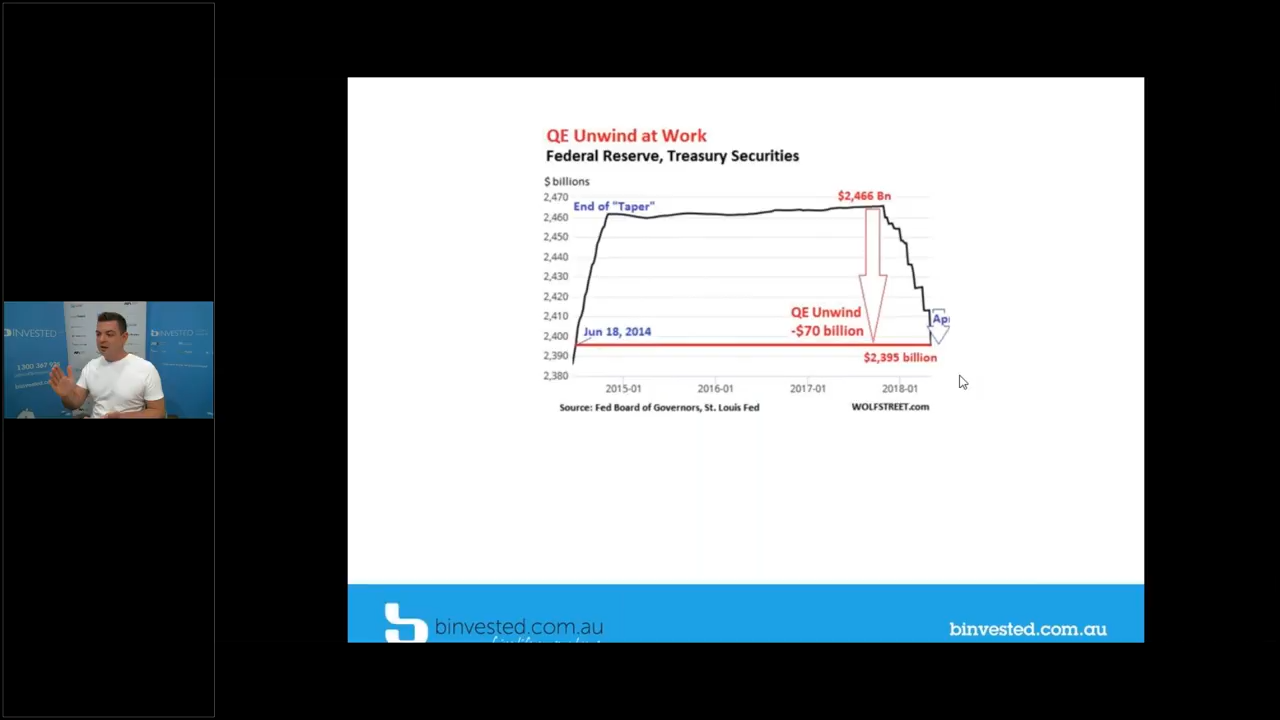 QE Unwind at Work
Federal Reserve, Treasury Securities
$ billions
2,470
2,460
2,450
2,440
2,430
2,420
2,410
2,400
2,390
2,380
End of "Taper"
$2,466 Bn
Jun 18, 2014
QE Unwind
-$70 billion
Ap
$2,395 billion
2015-01
2016-01
2017-01
2018-01
Source: Fed Board of Governors, St. Louis Fed
WOLFSTREET.com
binvested.com.au
binvested.com.au
BINVESTED
BINVESTED